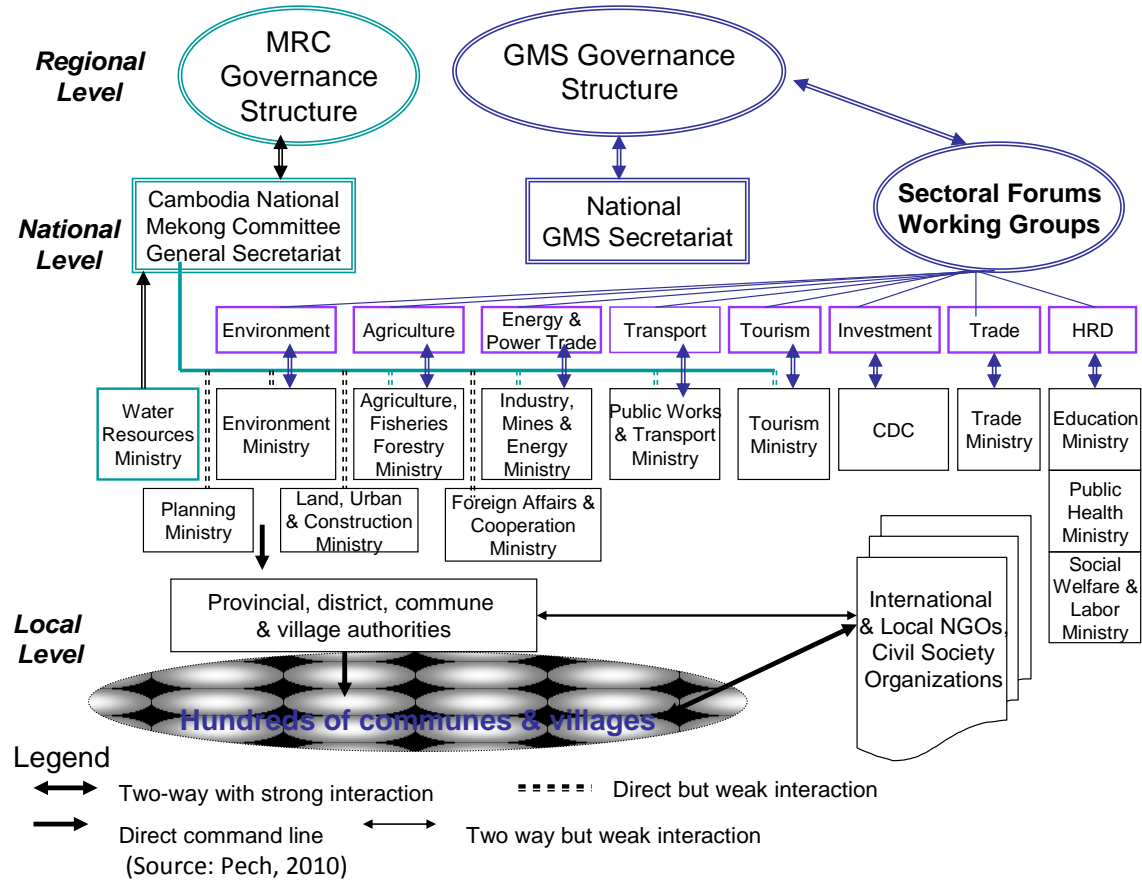 Regional
Level
MRC
Governance
Structure
GMS Governance
Structure
National
Level
Cambodia National
Mekong Committee
General Secretariat
National
GMS Secretariat
Sectoral Forums
Working Groups
Environment
Agriculture
Energy &
Power Trade
Transport
Tourism
Investment
Trade
HRD
Water
Resources
Ministry
Environment
Ministry
Agriculture,
Fisheries
Forestry
Ministry
Industry,
Mines &
Energy
Ministry
Public Works
& Transport
Ministry
Tourism
Ministry
CDC
Trade
Ministry
Education
Ministry
Planning
Ministry
Land, Urban
& Construction
Ministry
Foreign Affairs &
Cooperation
Ministry
Public
Health
Ministry
Social
Welfare &
Labor
Ministry
Local
Level
Provincial, district, commune
& village authorities
International
& Local NGOs,
Civil Society
Organizations
Hundreds of communes & villages
Legend
Two-way with strong interaction
Direct but weak interaction
Direct command line
Two way but weak interaction
(Source: Pech, 2010)